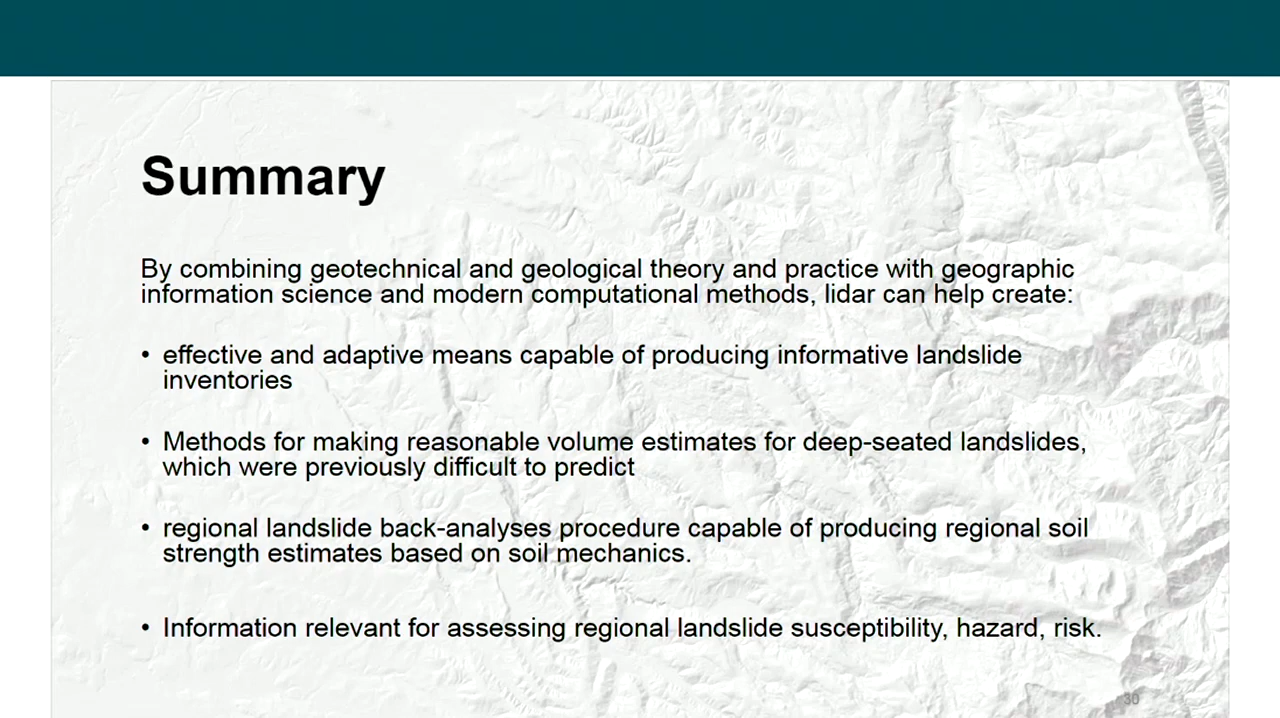 Summary
By combining geotechnical and geological theory and practice with geographic
information science and modern computational methods, lidar can help create:
• effective and adaptive means capable of producing informative landslide
inventories
• Methods for making reasonable volume estimates for deep-seated landslides,
which were previously difficult to predict
• regional landslide back-analyses procedure capable of producing regional soil
strength estimates based on soil mechanics.
• Information relevant for assessing regional landslide susceptibility, hazard, risk.
30